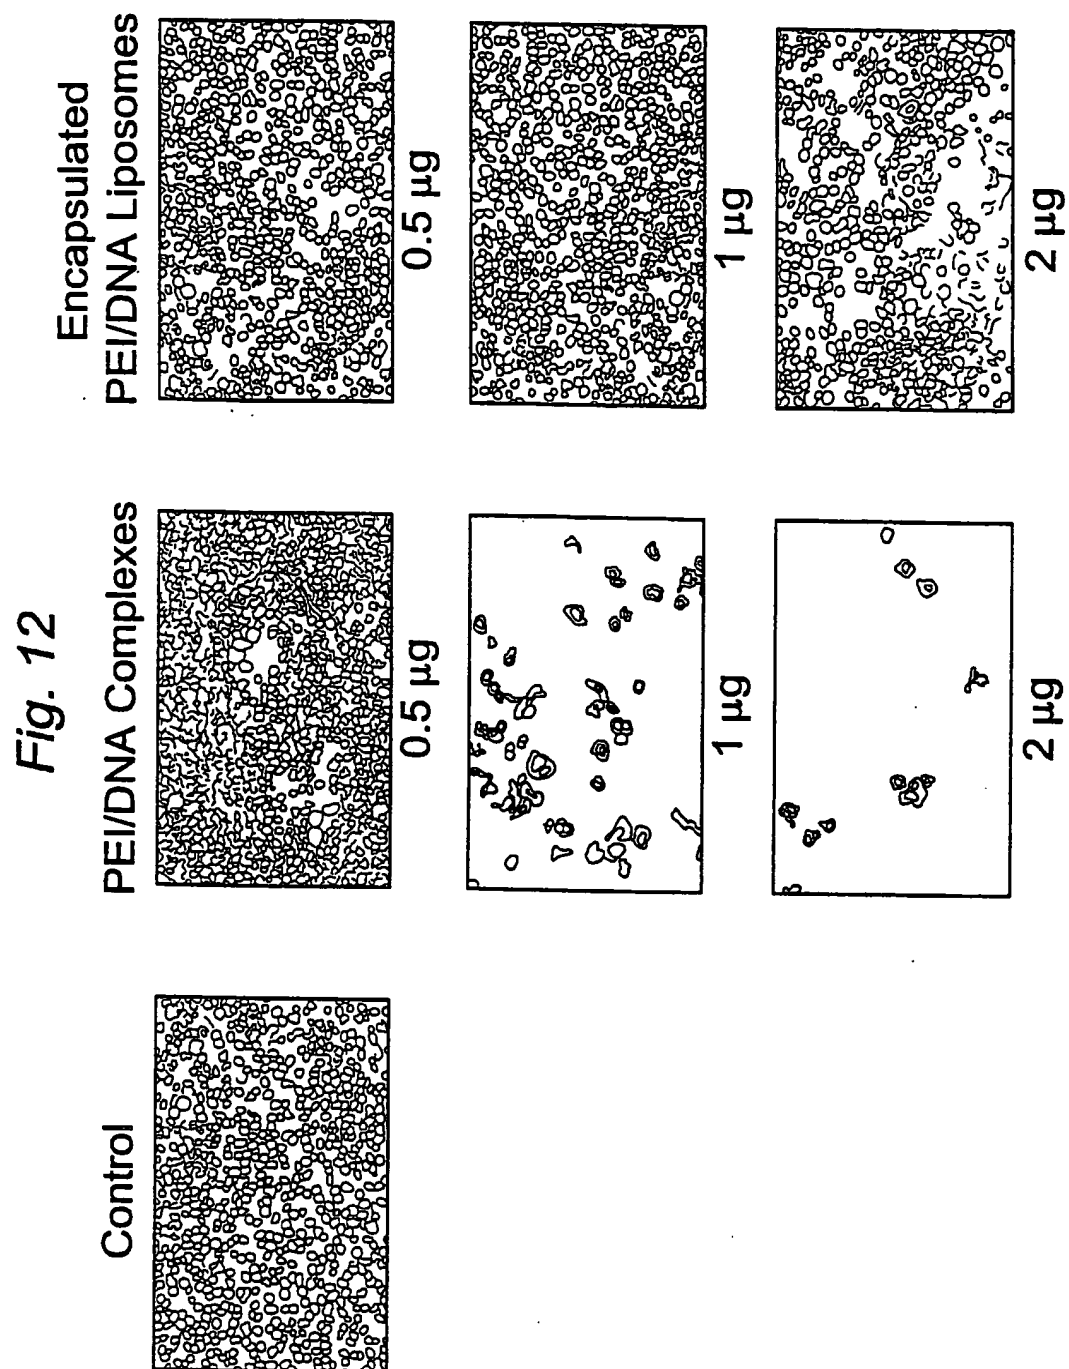 Fig. 12
Control
PEI/DNA Complexes
Encapsulated
PEI/DNA Liposomes
0.5 µg
0.5 µg
1 µg
1 µg
2 µg
2 µg